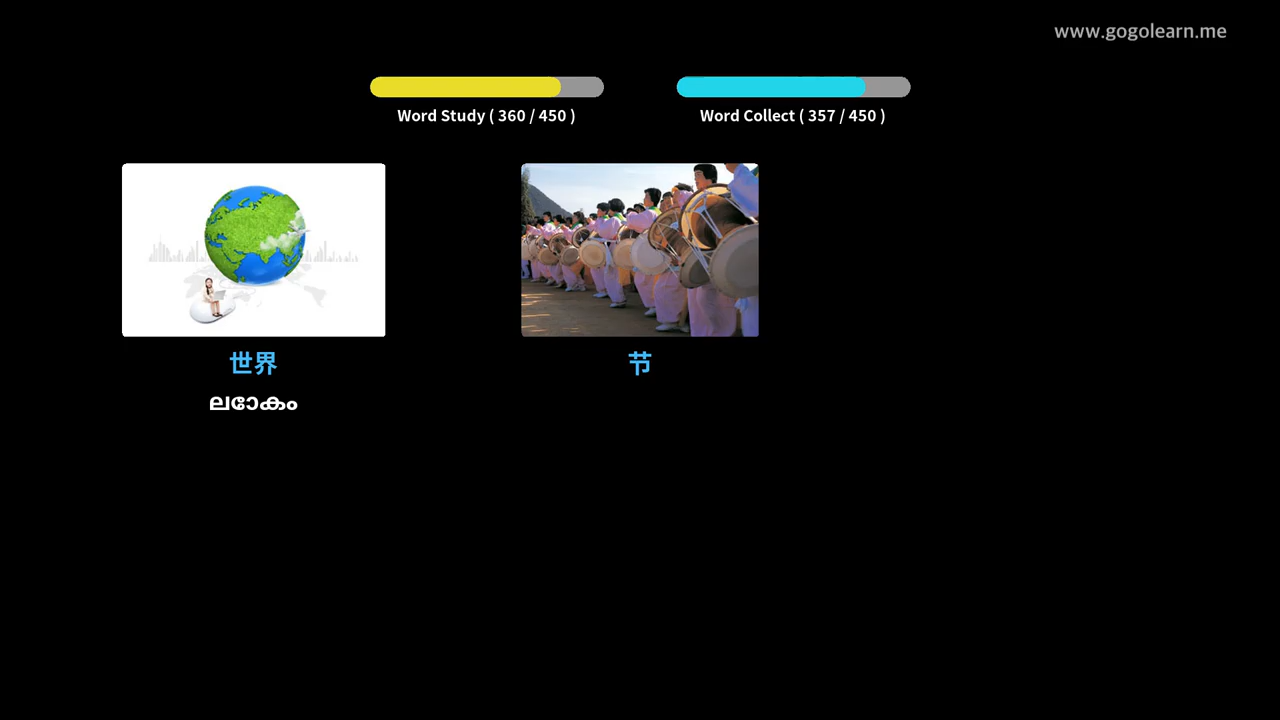 www.gogolearn.me
Word Study ( 360 / 450 )
Word Collect ( 357 / 450 )
世界
节
ലോകം